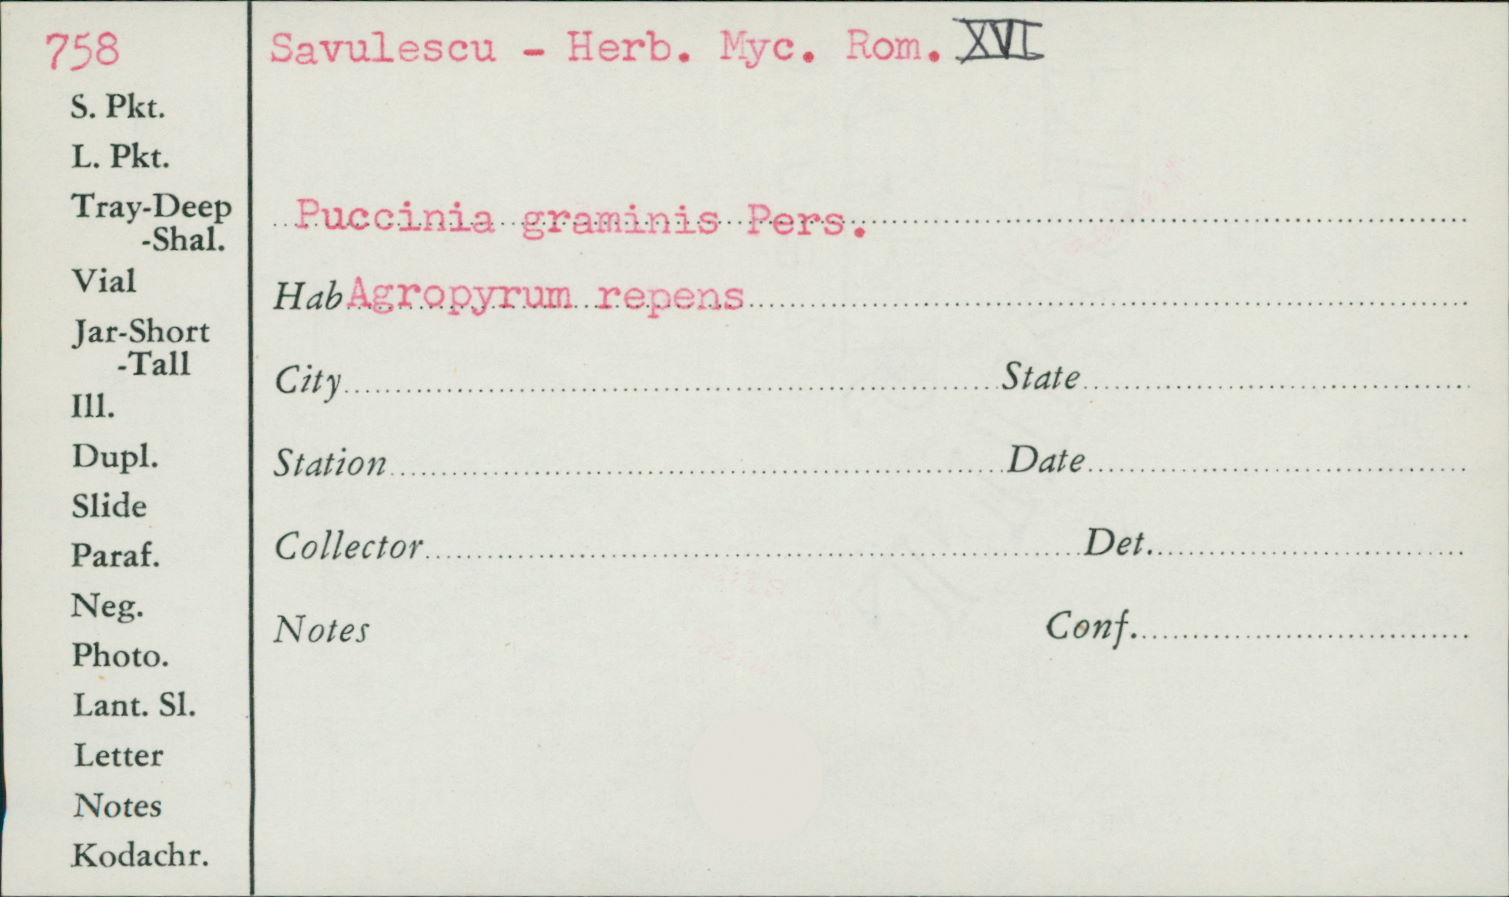 758
Savulescu - Herb. Myc. Rom. XVI
S. Pkt.
L. Pkt.
Tray-Deep
-Shal.
Vial
Jar-Short
-Tall
Ill.
Dupl.
Slide
Paraf.
Neg.
Photo.
Lant. Sl.
Letter
Notes
Kodachr.
Puccinia graminis Pers.
Hab Agropyrum repens
City State
Station Date
Collector Det.
Notes Conf.